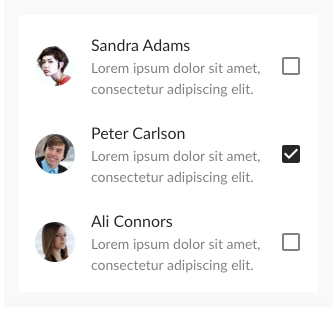 Sandra Adams
Lorem ipsum dolor sit amet,
consectetur adipiscing elit.
Peter Carlson
Lorem ipsum dolor sit amet,
consectetur adipiscing elit.
Ali Connors
Lorem ipsum dolor sit amet,
consectetur adipiscing elit.